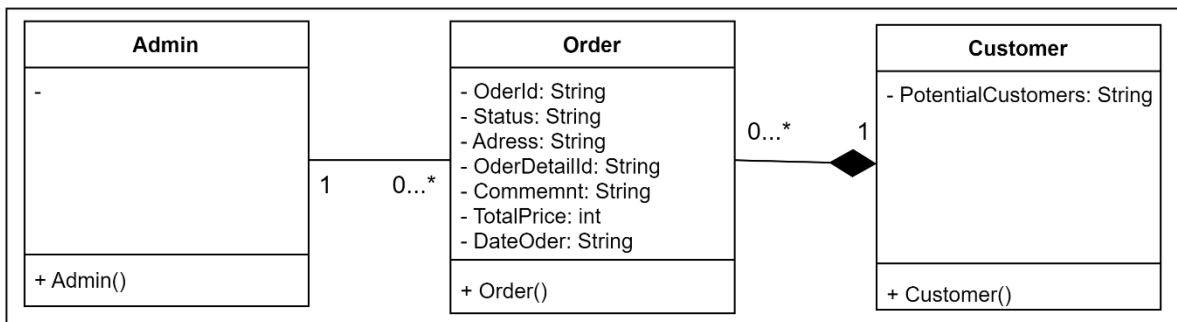 Admin
-
+ Admin()
1
0...*
Order
- OderId: String
- Status: String
- Adress: String
- OderDetailId: String
- Commemnt: String
- TotalPrice: int
- DateOder: String
+ Order()
0...*
1
Customer
- PotentialCustomers: String
+ Customer()